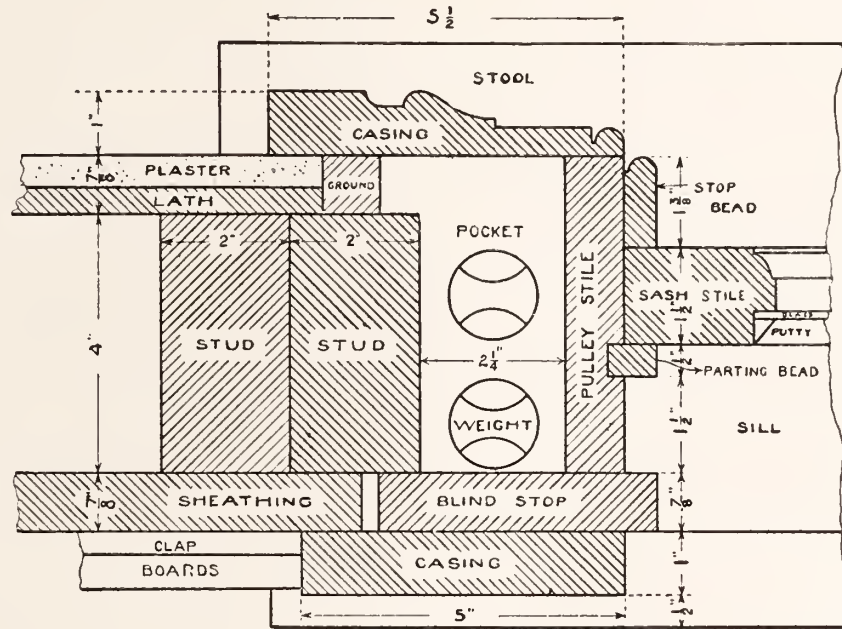 5 1/2
STOOL
1"
CASING
PLASTER
7/8"
GROUND
LATH
1 3/8"
STOP
BEAD
2"
2"
POCKET
PULLEY STILE
SASH STILE
1 1/2"
GLASS
PUTTY
4"
STUD
STUD
2 1/4"
1/2"
PARTING BEAD
WEIGHT
1 1/2"
SILL
7/8"
SHEATHING
BLIND STOP
7/8"
CLAP
BOARDS
CASING
1"
5"
1/2"